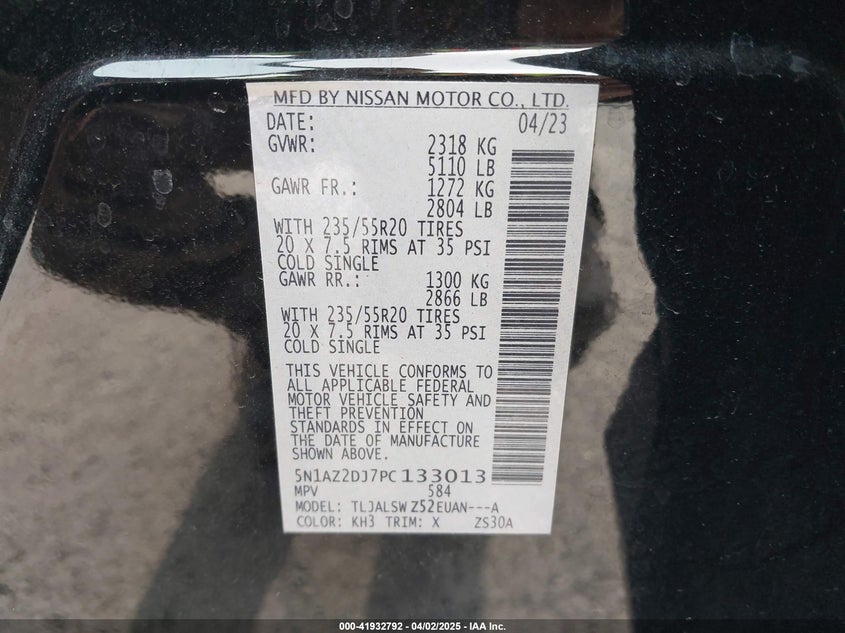 MFD BY NISSAN MOTOR CO., LTD.
DATE: 04/23
GVWR: 2318 KG
5110 LB
GAWR FR.: 1272 KG
2804 LB
WITH 235/55R20 TIRES
20 X 7.5 RIMS AT 35 PSI
COLD SINGLE
GAWR RR.: 1300 KG
2866 LB
WITH 235/55R20 TIRES
20 X 7.5 RIMS AT 35 PSI
COLD SINGLE
THIS VEHICLE CONFORMS TO
ALL APPLICABLE FEDERAL
MOTOR VEHICLE SAFETY AND
THEFT PREVENTION
STANDARDS IN EFFECT ON
THE DATE OF MANUFACTURE
SHOWN ABOVE.
5N1AZ2DJ7PC133013
MPV 584
MODEL: TLJALSW Z52EUAN---A
COLOR: KH3 TRIM: X ZS30A
000-41932792 - 04/02/2025 - IAA Inc.